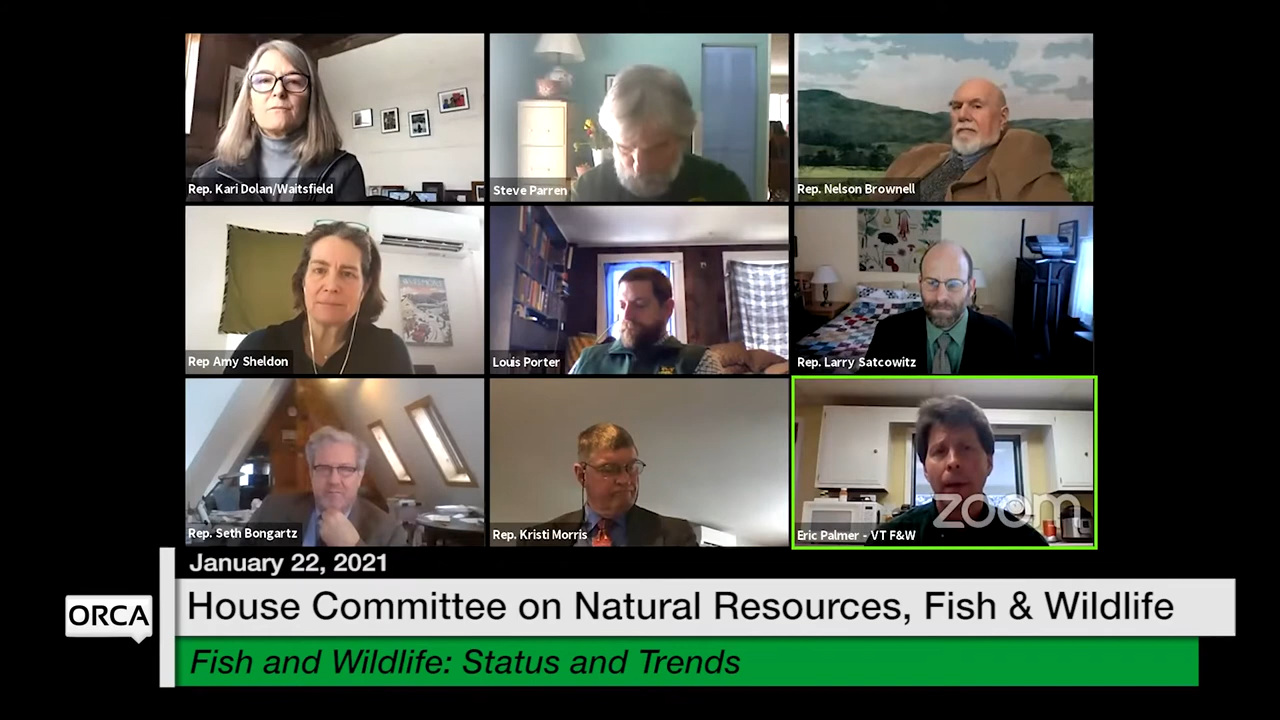 Rep. Kari Dolan/Waitsfield
Steve Parren
Rep. Nelson Brownell
VERMONT
Rep Amy Sheldon
Louis Porter
Rep. Larry Satcowitz
Rep. Seth Bongartz
Rep. Kristi Morris
zoom
Eric Palmer - VT F&W
January 22, 2021
ORCA
House Committee on Natural Resources, Fish & Wildlife
Fish and Wildlife: Status and Trends